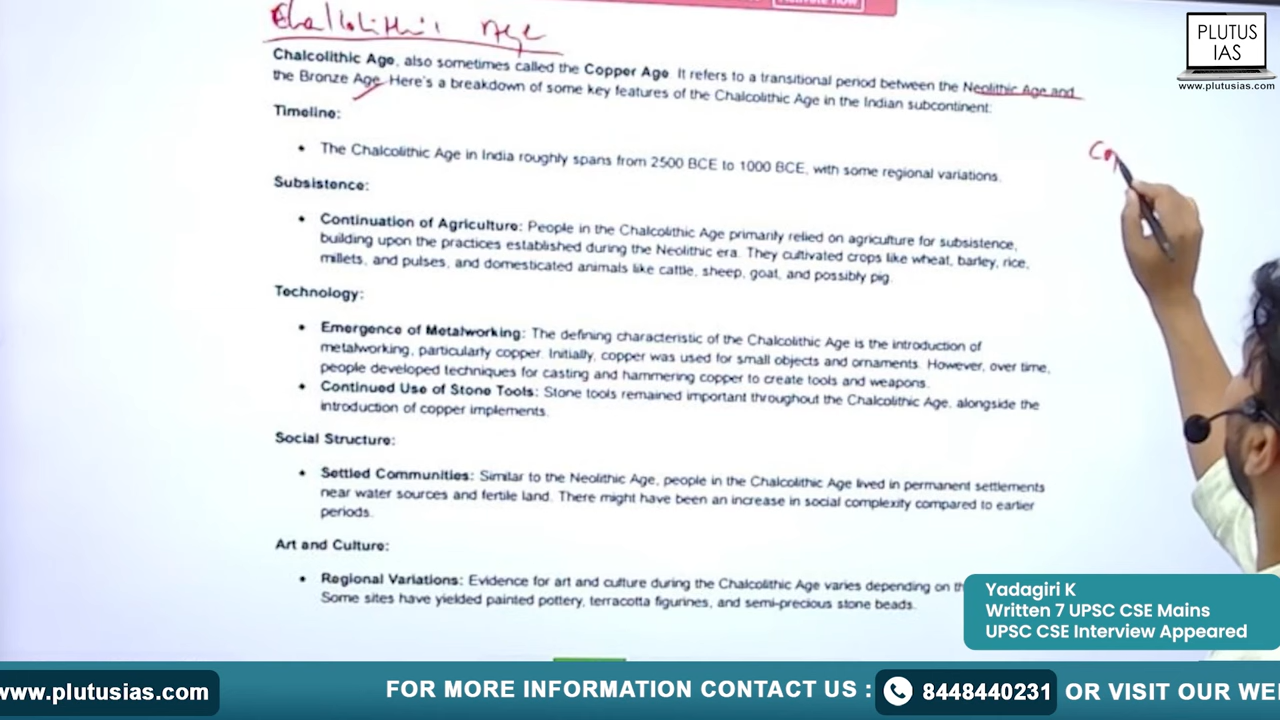 Chalcolithic Age
PLUTUS
IAS
www.plutusias.com
Chalcolithic Age, also sometimes called the Copper Age. It refers to a transitional period between the Neolithic Age and
the Bronze Age. Here's a breakdown of some key features of the Chalcolithic Age in the Indian subcontinent:
Timeline:
• The Chalcolithic Age in India roughly spans from 2500 BCE to 1000 BCE, with some regional variations.
Co
Subsistence:
• Continuation of Agriculture: People in the Chalcolithic Age primarily relied on agriculture for subsistence,
building upon the practices established during the Neolithic era. They cultivated crops like wheat, barley, rice,
millets, and pulses, and domesticated animals like cattle, sheep, goat, and possibly pig.
Technology:
• Emergence of Metalworking: The defining characteristic of the Chalcolithic Age is the introduction of
metalworking, particularly copper. Initially, copper was used for small objects and ornaments. However, over time,
people developed techniques for casting and hammering copper to create tools and weapons.
• Continued Use of Stone Tools: Stone tools remained important throughout the Chalcolithic Age, alongside the
introduction of copper implements.
Social Structure:
• Settled Communities: Similar to the Neolithic Age, people in the Chalcolithic Age lived in permanent settlements
near water sources and fertile land. There might have been an increase in social complexity compared to earlier
periods.
Art and Culture:
• Regional Variations: Evidence for art and culture during the Chalcolithic Age varies depending on th
Some sites have yielded painted pottery, terracotta figurines, and semi-precious stone beads.
Yadagiri K
Written 7 UPSC CSE Mains
UPSC CSE Interview Appeared
www.plutusias.com
FOR MORE INFORMATION CONTACT US : 8448440231 OR VISIT OUR WE